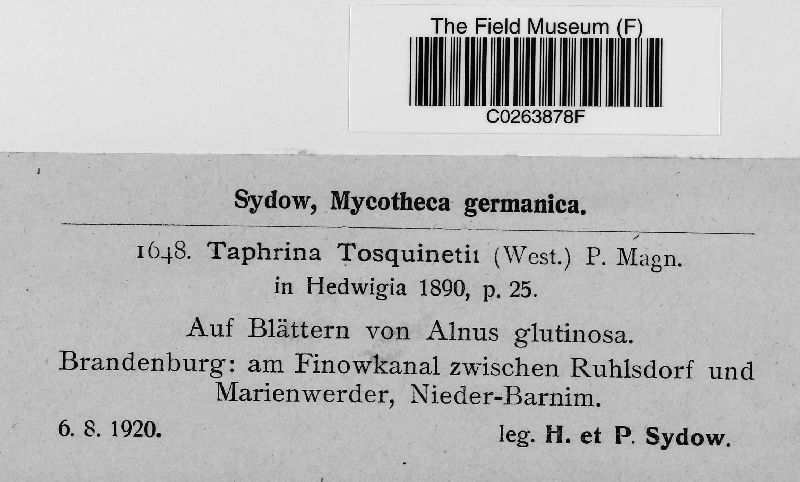 The Field Museum (F)
C0263878F
Sydow, Mycotheca germanica.
1648. Taphrina Tosquinetii (West.) P. Magn.
in Hedwigia 1890, p. 25.
Auf Blättern von Alnus glutinosa.
Brandenburg: am Finowkanal zwischen Ruhlsdorf und
Marienwerder, Nieder-Barnim.
6. 8. 1920. leg. H. et P. Sydow.